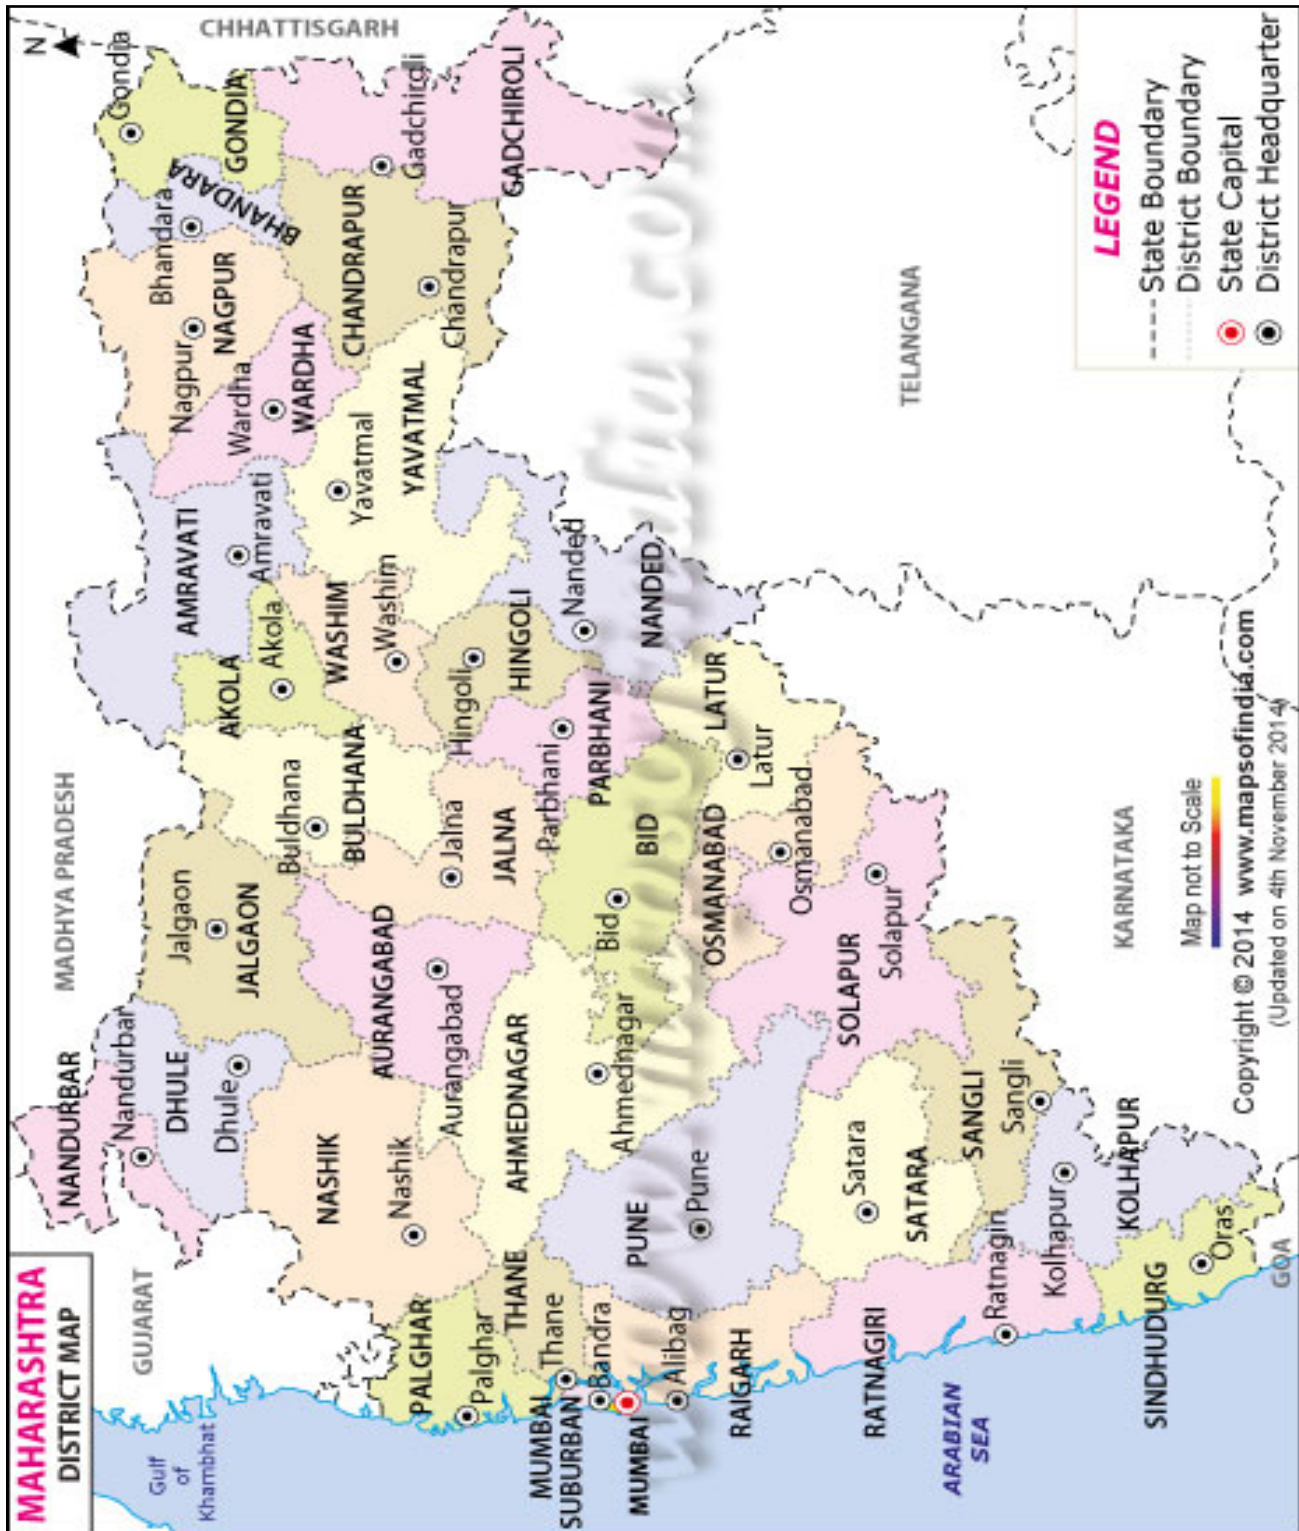 MAHARASHTRA
DISTRICT MAP
N
GUJARAT
MADHYA PRADESH
CHHATTISGARH
Gulf
of
Khambhat
NANDURBAR
Nandurbar
DHULE
Dhule
JALGAON
Jalgaon
BULDHANA
Buldhana
AKOLA
Akola
AMRAVATI
Amravati
WARDHA
Wardha
NAGPUR
Nagpur
BHANDARA
Bhandara
GONDIA
Gondia
GADCHIROLI
Gadchirdli
CHANDRAPUR
Chandrapur
YAVATMAL
Yavatmal
WASHIM
Washim
HINGOLI
Hingoli
NANDED
Nanded
PARBHANI
Parbhani
JALNA
Jalna
AURANGABAD
Aurangabad
NASHIK
Nashik
PALGHAR
Palghar
THANE
Thane
MUMBAI
SUBURBAN
Bandra
MUMBAI
AHMEDNAGAR
Ahmednagar
BID
Bid
LATUR
Latur
OSMANABAD
Osmanabad
SOLAPUR
Solapur
PUNE
Pune
RAIGARH
Alibag
SATARA
Satara
RATNAGIRI
Ratnagin
SANGLI
Sangli
KOLHAPUR
Kolhapur
SINDHUDURG
Oras
ARABIAN
SEA
GOA
KARNATAKA
TELANGANA
LEGEND
State Boundary
District Boundary
State Capital
District Headquarter
Map not to Scale
Copyright © 2014 www.mapsofindia.com
(Updated on 4th November 2014)
www.mapsofindia.com